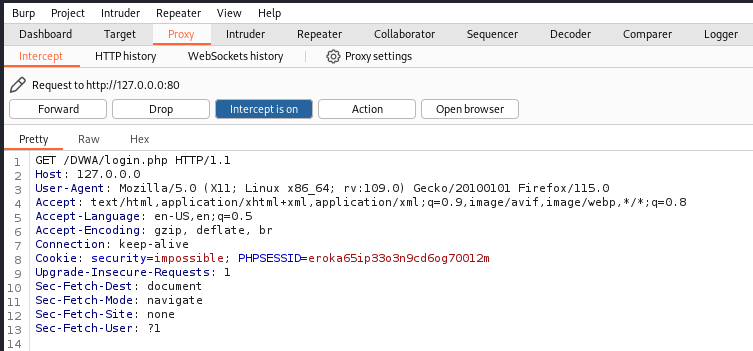 Burp Project Intruder Repeater View Help
Dashboard Target Proxy Intruder Repeater Collaborator Sequencer Decoder Comparer Logger
Intercept HTTP history WebSockets history Proxy settings
Request to http://127.0.0.0:80
Forward Drop Intercept is on Action Open browser
Pretty Raw Hex
1 GET /DVWA/login.php HTTP/1.1
2 Host: 127.0.0.0
3 User-Agent: Mozilla/5.0 (X11; Linux x86_64; rv:109.0) Gecko/20100101 Firefox/115.0
4 Accept: text/html,application/xhtml+xml,application/xml;q=0.9,image/avif,image/webp,*/*;q=0.8
5 Accept-Language: en-US,en;q=0.5
6 Accept-Encoding: gzip, deflate, br
7 Connection: keep-alive
8 Cookie: security=impossible; PHPSESSID=eroka65ip33o3n9cd6og70012m
9 Upgrade-Insecure-Requests: 1
10 Sec-Fetch-Dest: document
11 Sec-Fetch-Mode: navigate
12 Sec-Fetch-Site: none
13 Sec-Fetch-User: ?1
14